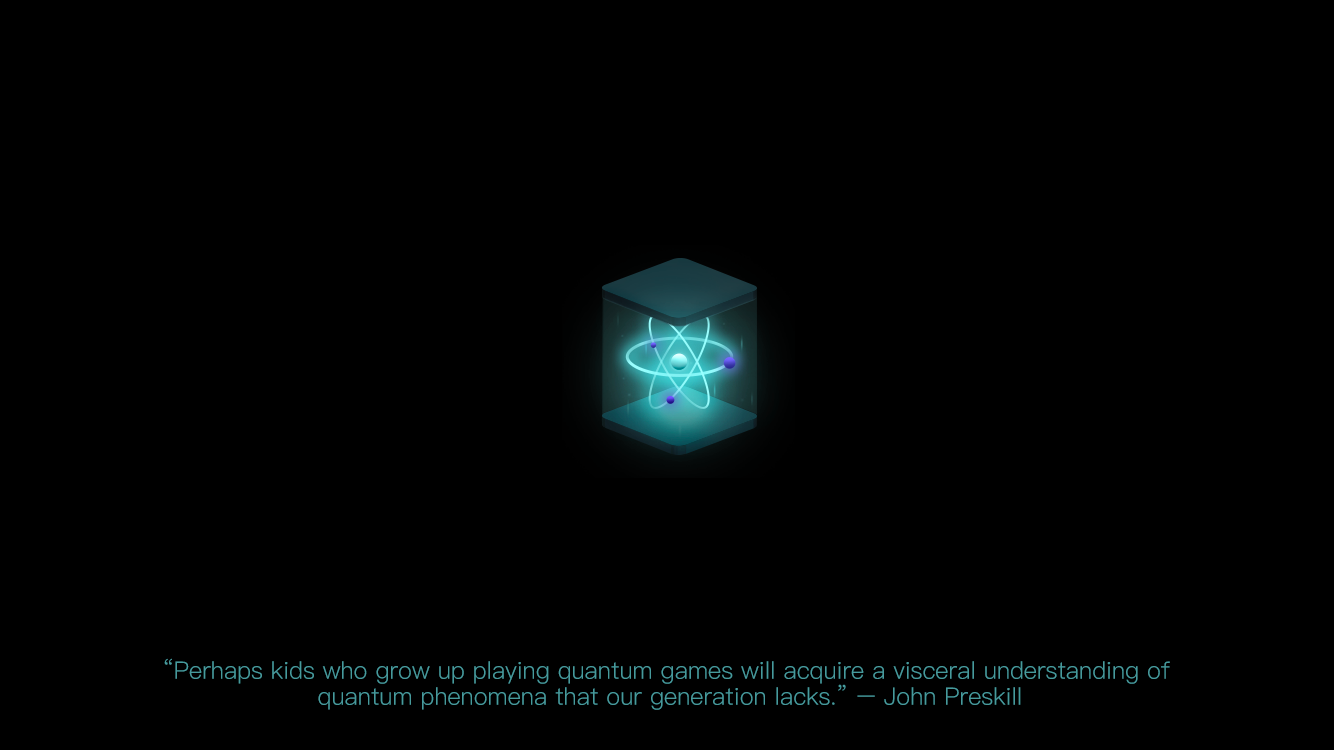 “Perhaps kids who grow up playing quantum games will acquire a visceral understanding of
quantum phenomena that our generation lacks.” — John Preskill